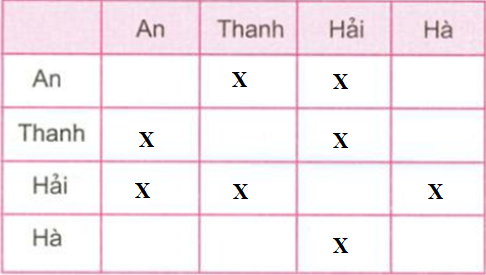 An Thanh Hải Hà
An X X
Thanh X X
Hải X X X
Hà X